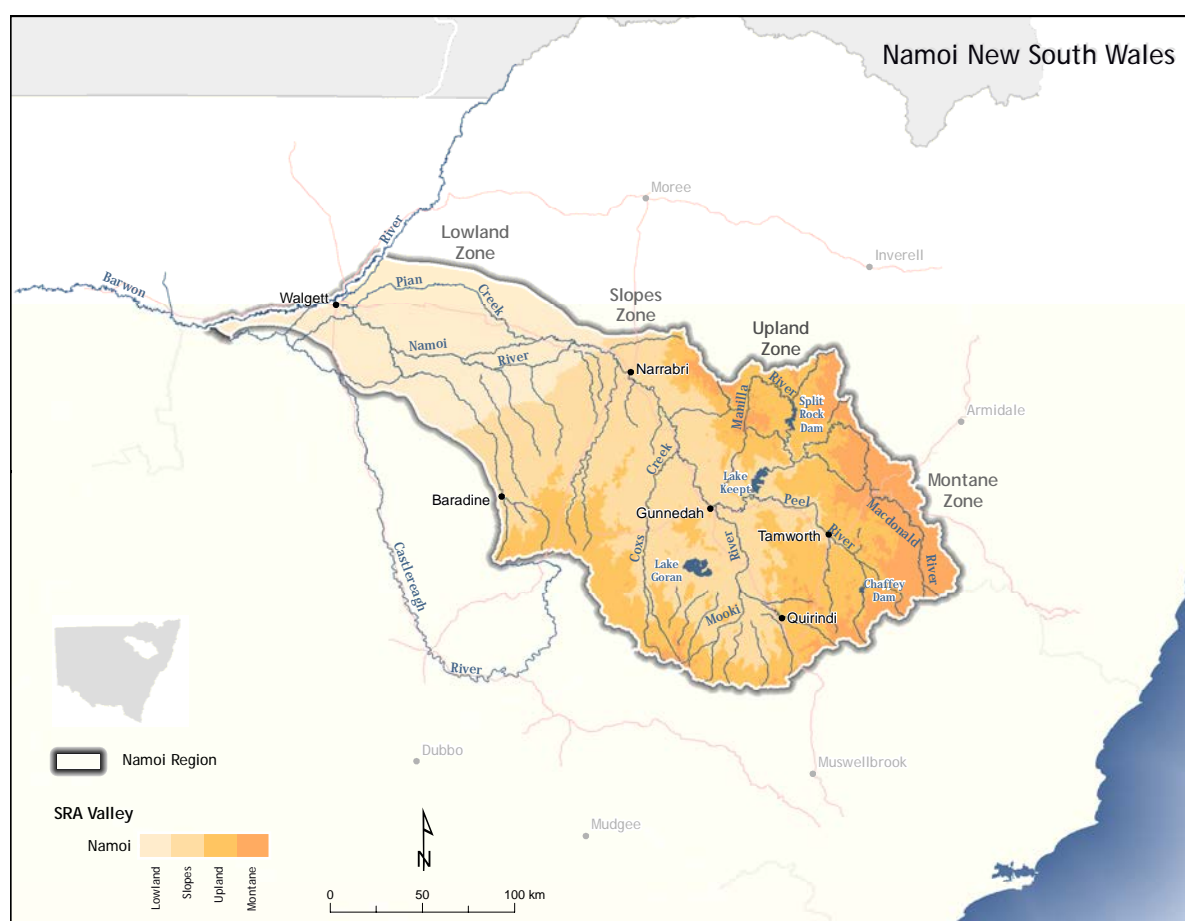 Namoi New South Wales
Moree
River
Lowland
Zone
Inverell
Barwon
Pian
Creek
Walgett
Slopes
Zone
Upland
Zone
Namoi
River
Narrabri
Manilla
River
Split
Rock
Dam
Armidale
Creek
Lake
Keept
Montane
Zone
Baradine
Peel
Gunnedah
Macdonald
Tamworth
River
Coxs
River
Castlereagh
Lake
Goran
River
Chaffey
Dam
Mooki
Quirindi
River
Dubbo
Namoi Region
Muswellbrook
SRA Valley
Mudgee
Namoi
Lowland
Slopes
Upland
Montane
N
0 50 100 km